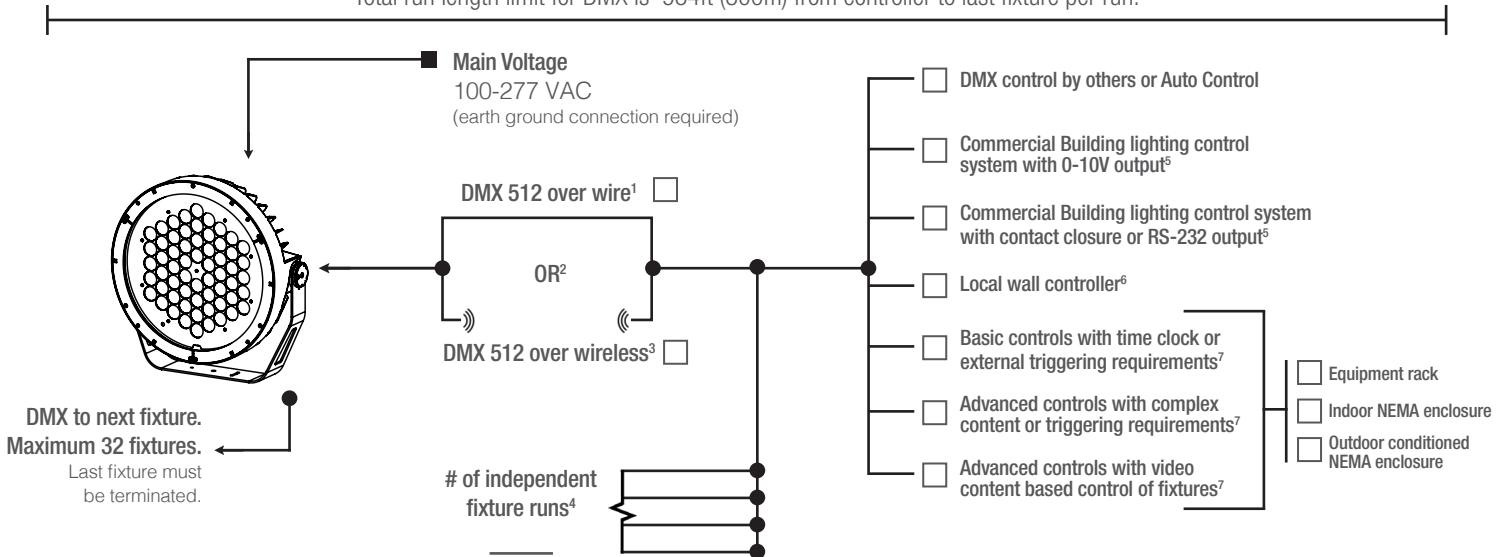 Total run length limit for DMX is 984ft (300m) from controller to last fixture per run.
Main Voltage
100-277 VAC
(earth ground connection required)
DMX 512 over wire¹
OR²
DMX 512 over wireless³
DMX to next fixture.
Maximum 32 fixtures.
Last fixture must
be terminated.
# of independent
fixture runs⁴
DMX control by others or Auto Control
Commercial Building lighting control
system with 0-10V output⁵
Commercial Building lighting control system
with contact closure or RS-232 output⁵
Local wall controller⁶
Basic controls with time clock or
external triggering requirements⁷
Advanced controls with complex
content or triggering requirements⁷
Advanced controls with video
content based control of fixtures⁷
Equipment rack
Indoor NEMA enclosure
Outdoor conditioned
NEMA enclosure